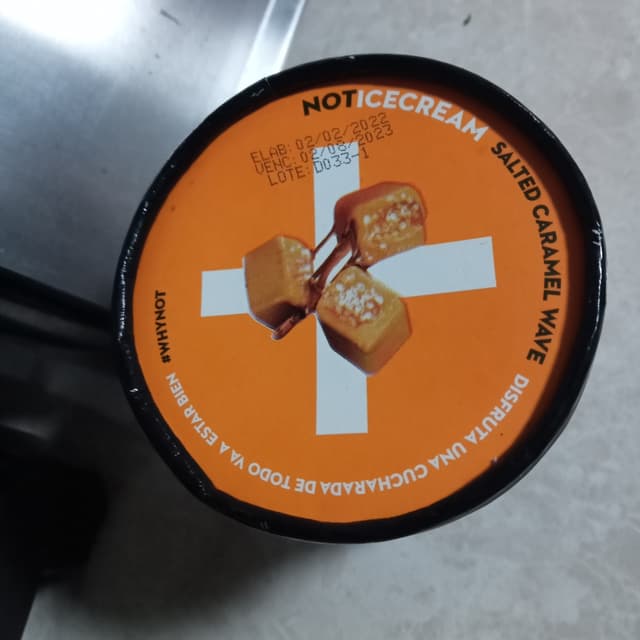 NOTICECREAM
ELAB: 02/02/2022
VENC: 02/08/2023
LOTE: D033-1
SALTED CARAMEL WAVE
DISFRUTA UNA CUCHARADA DE TODO VA A ESTAR BIEN
#WHYNOT